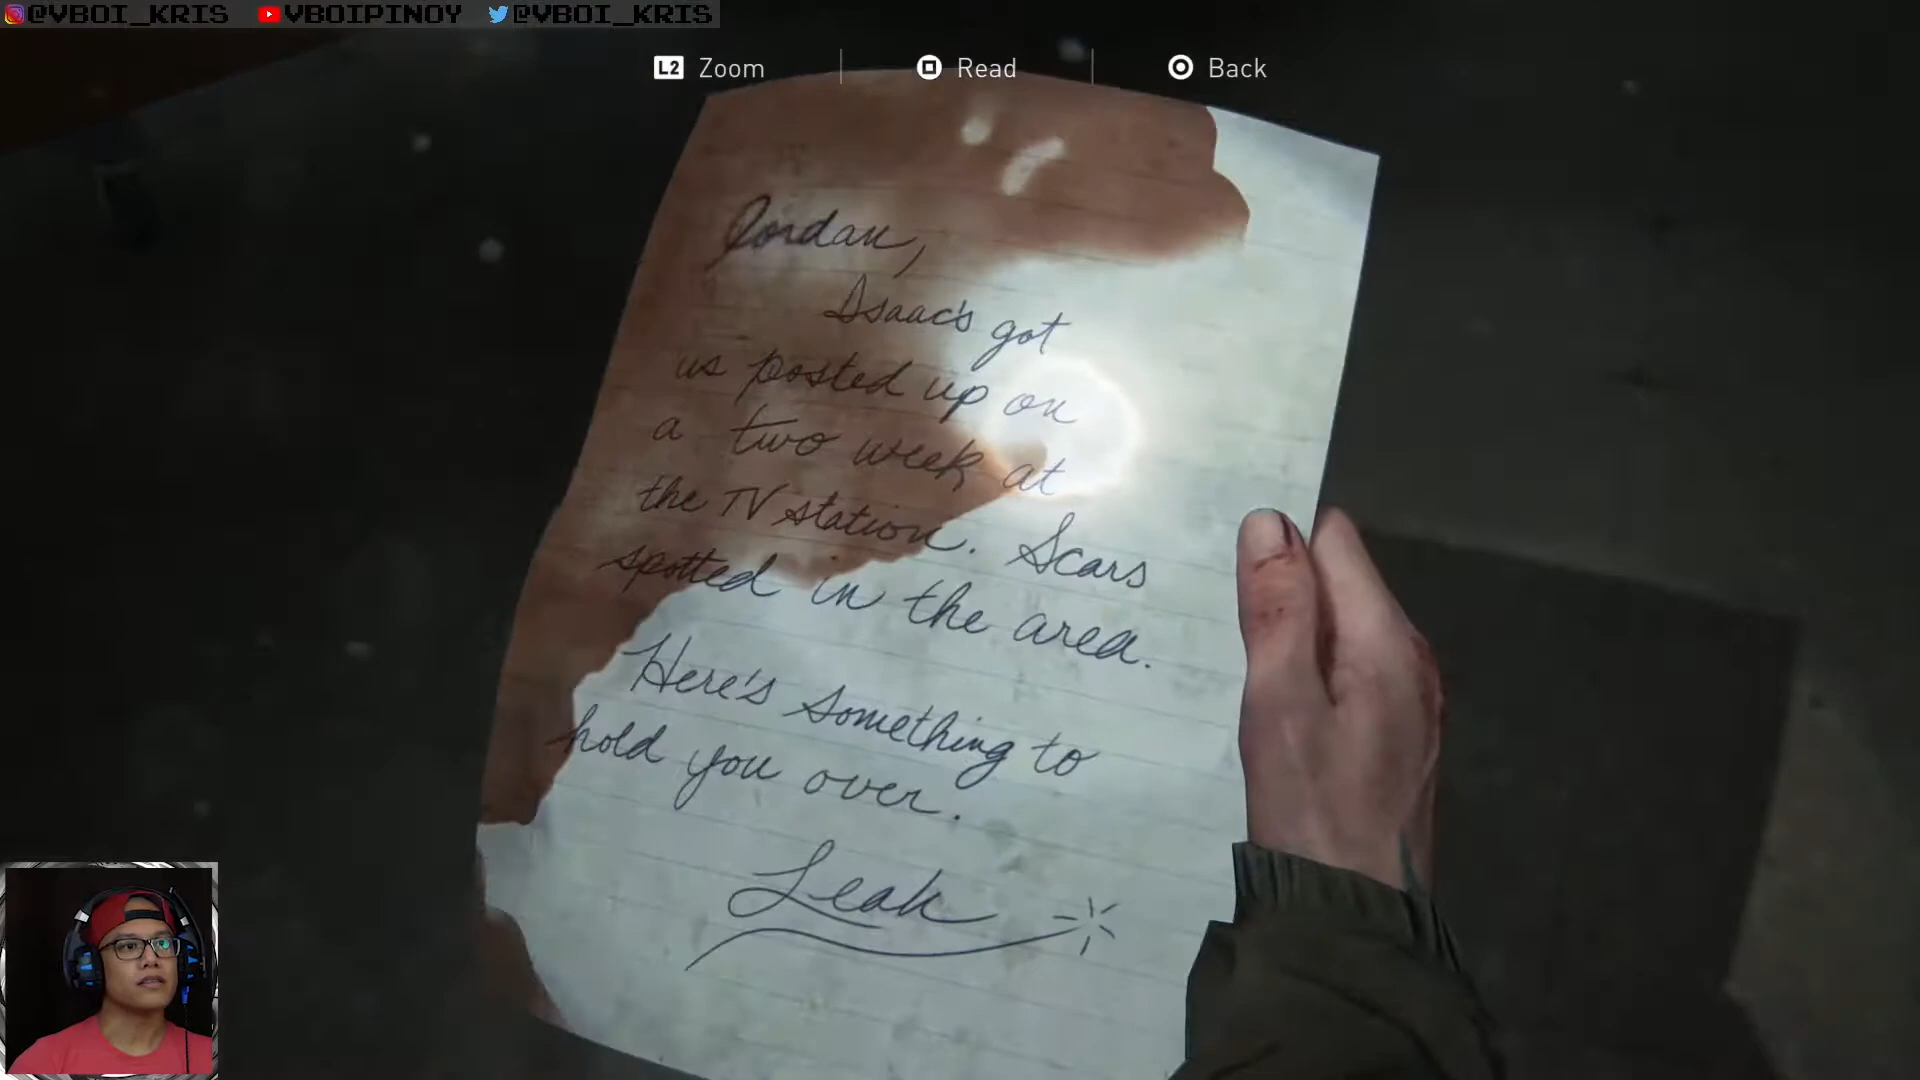 @VBOI_KRIS VBOIPINOY @VBOI_KRIS
L2 Zoom Read Back
Jordan,
Isaac's got
us posted up on
a two week at
the TV station. Scars
spotted in the area.
Here's something to
hold you over.
Leah